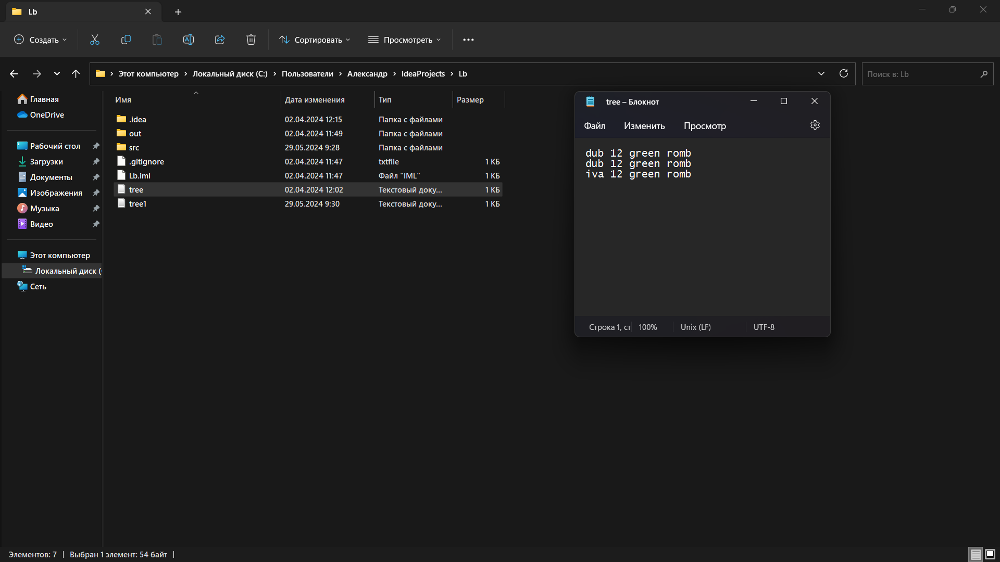 Lb
Создать
Сортировать
Просмотреть
Этот компьютер
Локальный диск (C:)
Пользователи
Александр
IdeaProjects
Lb
Поиск в: Lb
Главная
OneDrive
Рабочий стол
Загрузки
Документы
Изображения
Музыка
Видео
Этот компьютер
Локальный диск (
Сеть
Имя Дата изменения Тип Размер
.idea 02.04.2024 12:15 Папка с файлами
out 02.04.2024 11:49 Папка с файлами
src 29.05.2024 9:28 Папка с файлами
.gitignore 02.04.2024 11:47 txtfile 1 КБ
Lb.iml 02.04.2024 11:47 Файл "IML" 1 КБ
tree 02.04.2024 12:02 Текстовый доку... 1 КБ
tree1 29.05.2024 9:30 Текстовый доку... 1 КБ
tree – Блокнот
Файл Изменить Просмотр
dub 12 green romb
dub 12 green romb
iva 12 green romb
Строка 1, ст 100% Unix (LF) UTF-8
Элементов: 7 Выбран 1 элемент: 54 байт